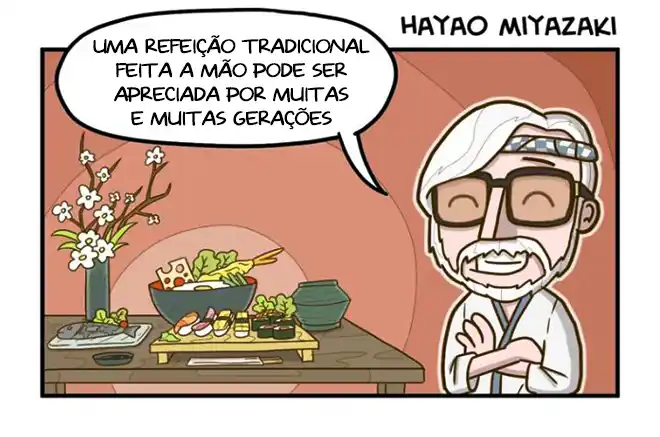 HAYAO MIYAZAKI
UMA REFEIÇÃO TRADICIONAL
FEITA A MÃO PODE SER
APRECIADA POR MUITAS
E MUITAS GERAÇÕES